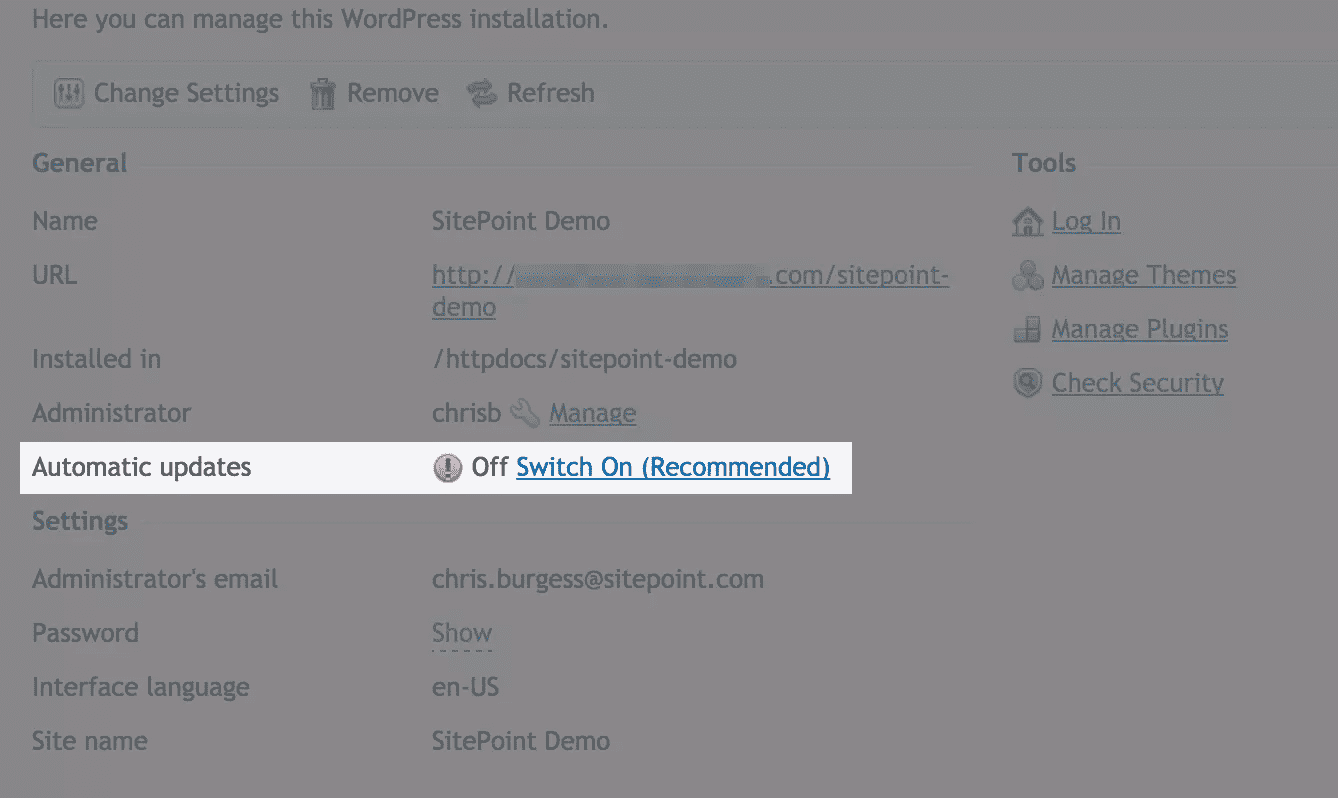 Here you can manage this WordPress installation.
Change Settings Remove Refresh
General
Name SitePoint Demo
URL http://.com/sitepoint-
demo
Installed in /httpdocs/sitepoint-demo
Administrator chrisb Manage
Automatic updates Off Switch On (Recommended)
Settings
Administrator's email chris.burgess@sitepoint.com
Password Show
Interface language en-US
Site name SitePoint Demo
Tools
Log In
Manage Themes
Manage Plugins
Check Security